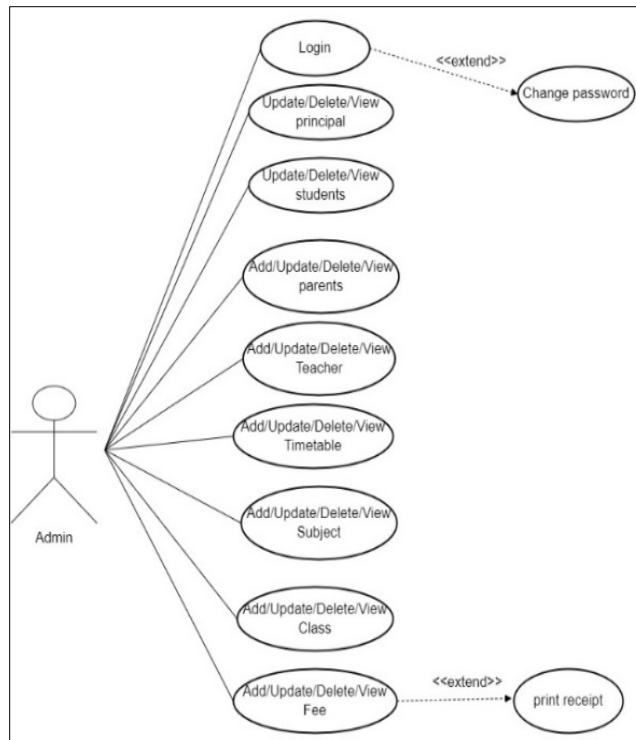 Login
<<extend>>
Change password
Update/Delete/View
principal
Update/Delete/View
students
Add/Update/Delete/View
parents
Add/Update/Delete/View
Teacher
Add/Update/Delete/View
Timetable
Admin
Add/Update/Delete/View
Subject
Add/Update/Delete/View
Class
Add/Update/Delete/View
Fee
<<extend>>
print receipt